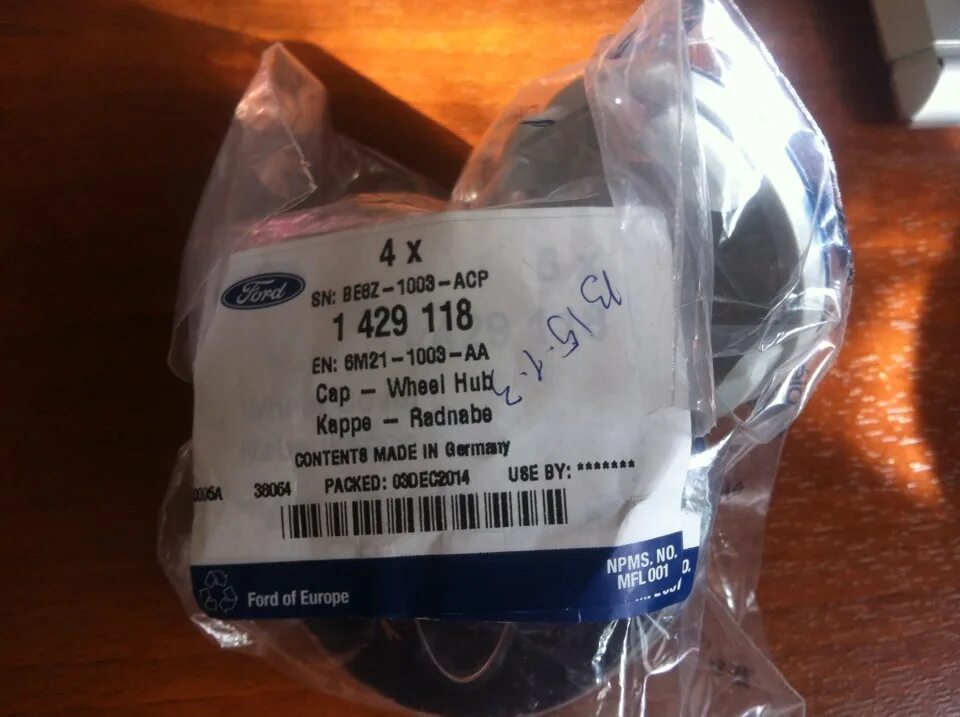 4 x
Ford
SN: BE8Z-1003-ACP
1 429 118
EN: 6M21-1003-AA
Cap - Wheel Hub
Kappe - Radnabe
CONTENTS MADE IN Germany
38064 PACKED: 03DEC2014 USE BY: *******
NPMS. NO.
MFL 001
Ford of Europe